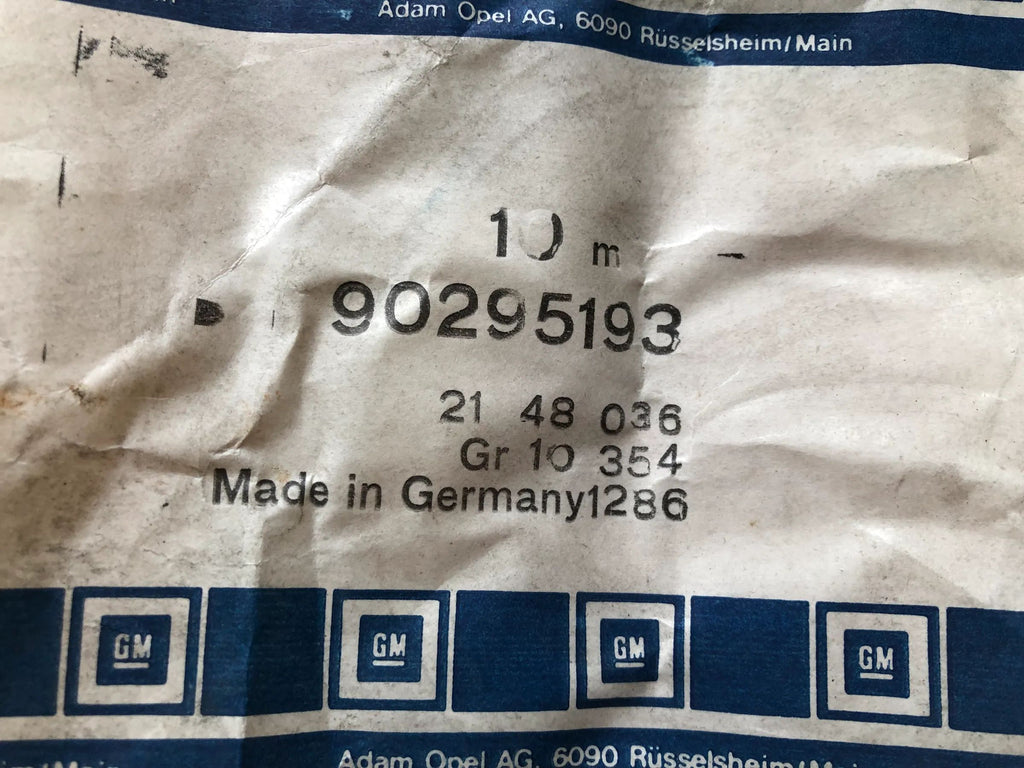 Adam Opel AG, 6090 Rüsselsheim/Main
10 m
90295193
21 48 036
Gr 10 354
Made in Germany1286
GM GM GM GM
Adam Opel AG, 6090 Rüsselsheim/Main